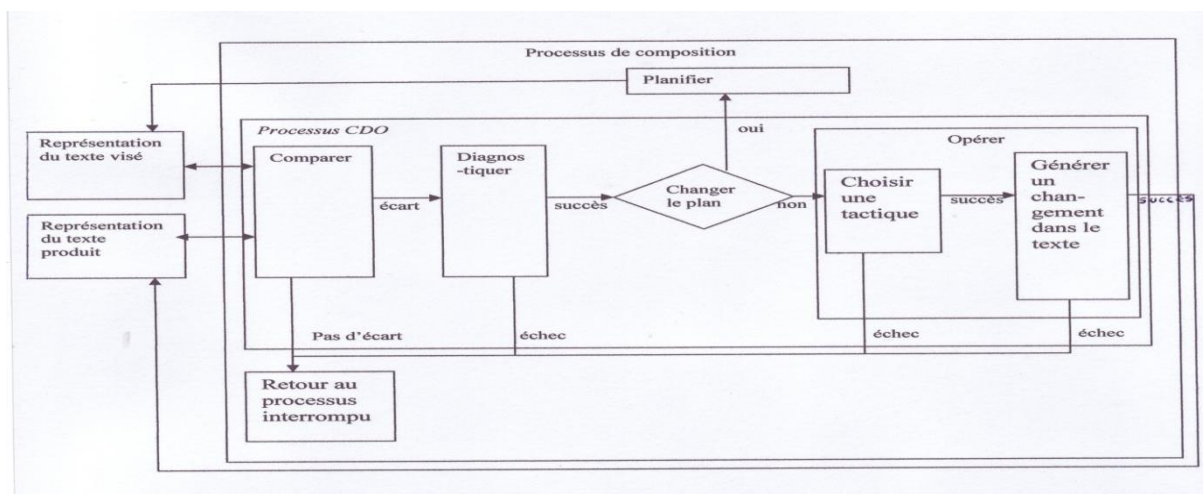 Processus de composition
Planifier
Processus CDO
oui
Opérer
Représentation
du texte visé
Comparer
Diagnos
-tiquer
Changer
le plan
Choisir
une
tactique
Générer
un
chan-
gement
dans le
texte
écart
succès
non
succès
succès
Représentation
du texte
produit
Pas d'écart
échec
échec
échec
Retour au
processus
interrompu